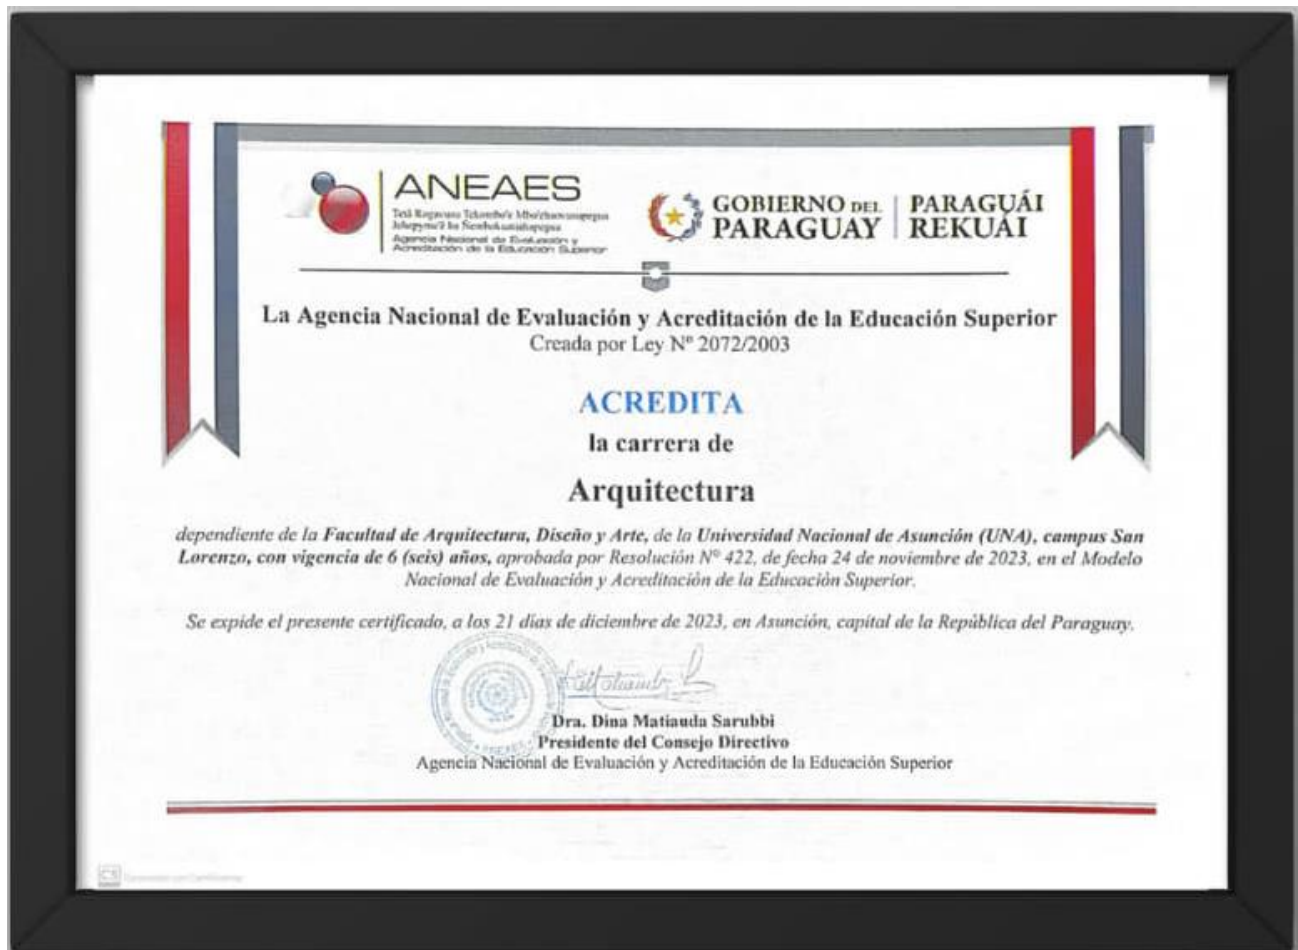 ANEAES
Agencia Nacional de Evaluación y
Acreditación de la Educación Superior
GOBIERNO DEL
PARAGUAY
PARAGUÁI
REKUÁI
La Agencia Nacional de Evaluación y Acreditación de la Educación Superior
Creada por Ley Nº 2072/2003
ACREDITA
la carrera de
Arquitectura
dependiente de la Facultad de Arquitectura, Diseño y Arte, de la Universidad Nacional de Asunción (UNA), campus San
Lorenzo, con vigencia de 6 (seis) años, aprobada por Resolución Nº 422, de fecha 24 de noviembre de 2023, en el Modelo
Nacional de Evaluación y Acreditación de la Educación Superior.
Se expide el presente certificado, a los 21 días de diciembre de 2023, en Asunción, capital de la República del Paraguay.
Dra. Dina Matiauda Sarubbi
Presidente del Consejo Directivo
Agencia Nacional de Evaluación y Acreditación de la Educación Superior
CS